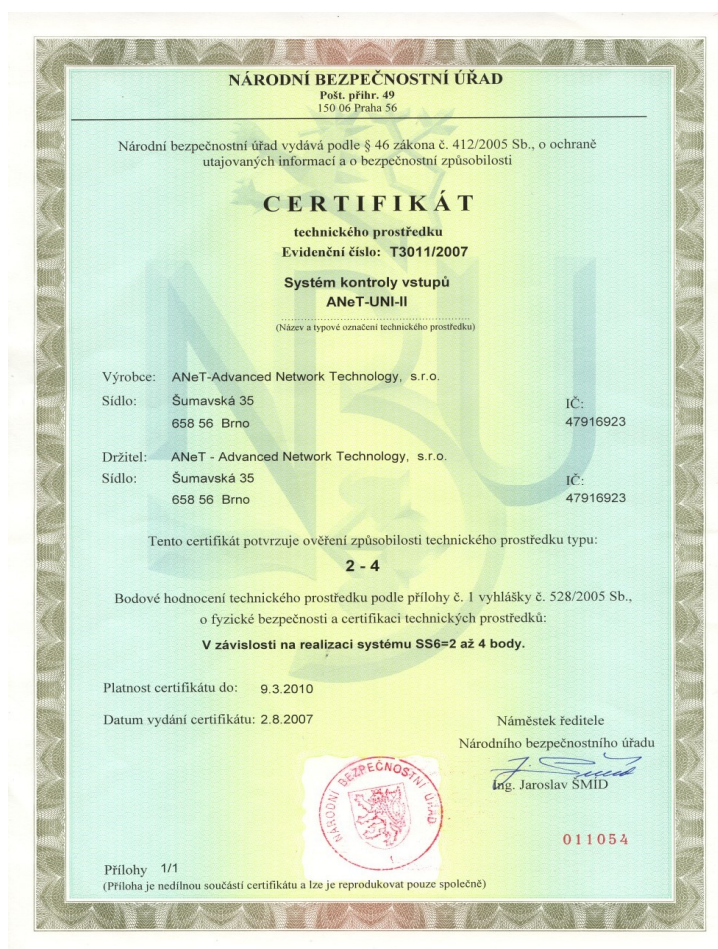 NÁRODNÍ BEZPEČNOSTNÍ ÚŘAD
Pošt. přihr. 49
150 06 Praha 56
Národní bezpečnostní úřad vydává podle § 46 zákona č. 412/2005 Sb., o ochraně
utajovaných informací a o bezpečnostní způsobilosti
CERTIFIKÁT
technického prostředku
Evidenční číslo: T3011/2007
Systém kontroly vstupů
ANeT-UNI-II
(Název a typové označení technického prostředku)
Výrobce: ANeT-Advanced Network Technology, s.r.o.
Sídlo: Šumavská 35 IČ:
658 56 Brno 47916923
Držitel: ANeT - Advanced Network Technology, s.r.o.
Sídlo: Šumavská 35 IČ:
658 56 Brno 47916923
Tento certifikát potvrzuje ověření způsobilosti technického prostředku typu:
2 - 4
Bodové hodnocení technického prostředku podle přílohy č. 1 vyhlášky č. 528/2005 Sb.,
o fyzické bezpečnosti a certifikaci technických prostředků:
V závislosti na realizaci systému SS6=2 až 4 body.
Platnost certifikátu do: 9.3.2010
Datum vydání certifikátu: 2.8.2007
Náměstek ředitele
Národního bezpečnostního úřadu
Ing. Jaroslav ŠMÍD
NÁRODNÍ BEZPEČNOSTNÍ ÚŘAD
1
011054
Přílohy 1/1
(Příloha je nedílnou součástí certifikátu a lze je reprodukovat pouze společně)
NBÚ